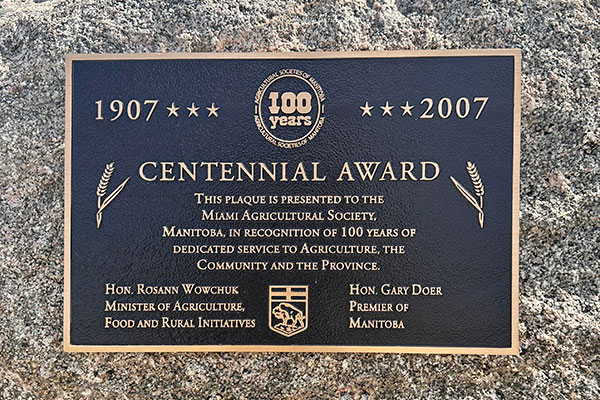 AGRICULTURAL SOCIETIES OF MANITOBA
100
years
AGRICULTURAL SOCIETIES OF MANITOBA
1907 ★★★ ★★★ 2007
CENTENNIAL AWARD
THIS PLAQUE IS PRESENTED TO THE
MIAMI AGRICULTURAL SOCIETY,
MANITOBA, IN RECOGNITION OF 100 YEARS OF
DEDICATED SERVICE TO AGRICULTURE, THE
COMMUNITY AND THE PROVINCE.
HON. ROSANN WOWCHUK
MINISTER OF AGRICULTURE,
FOOD AND RURAL INITIATIVES
HON. GARY DOER
PREMIER OF
MANITOBA